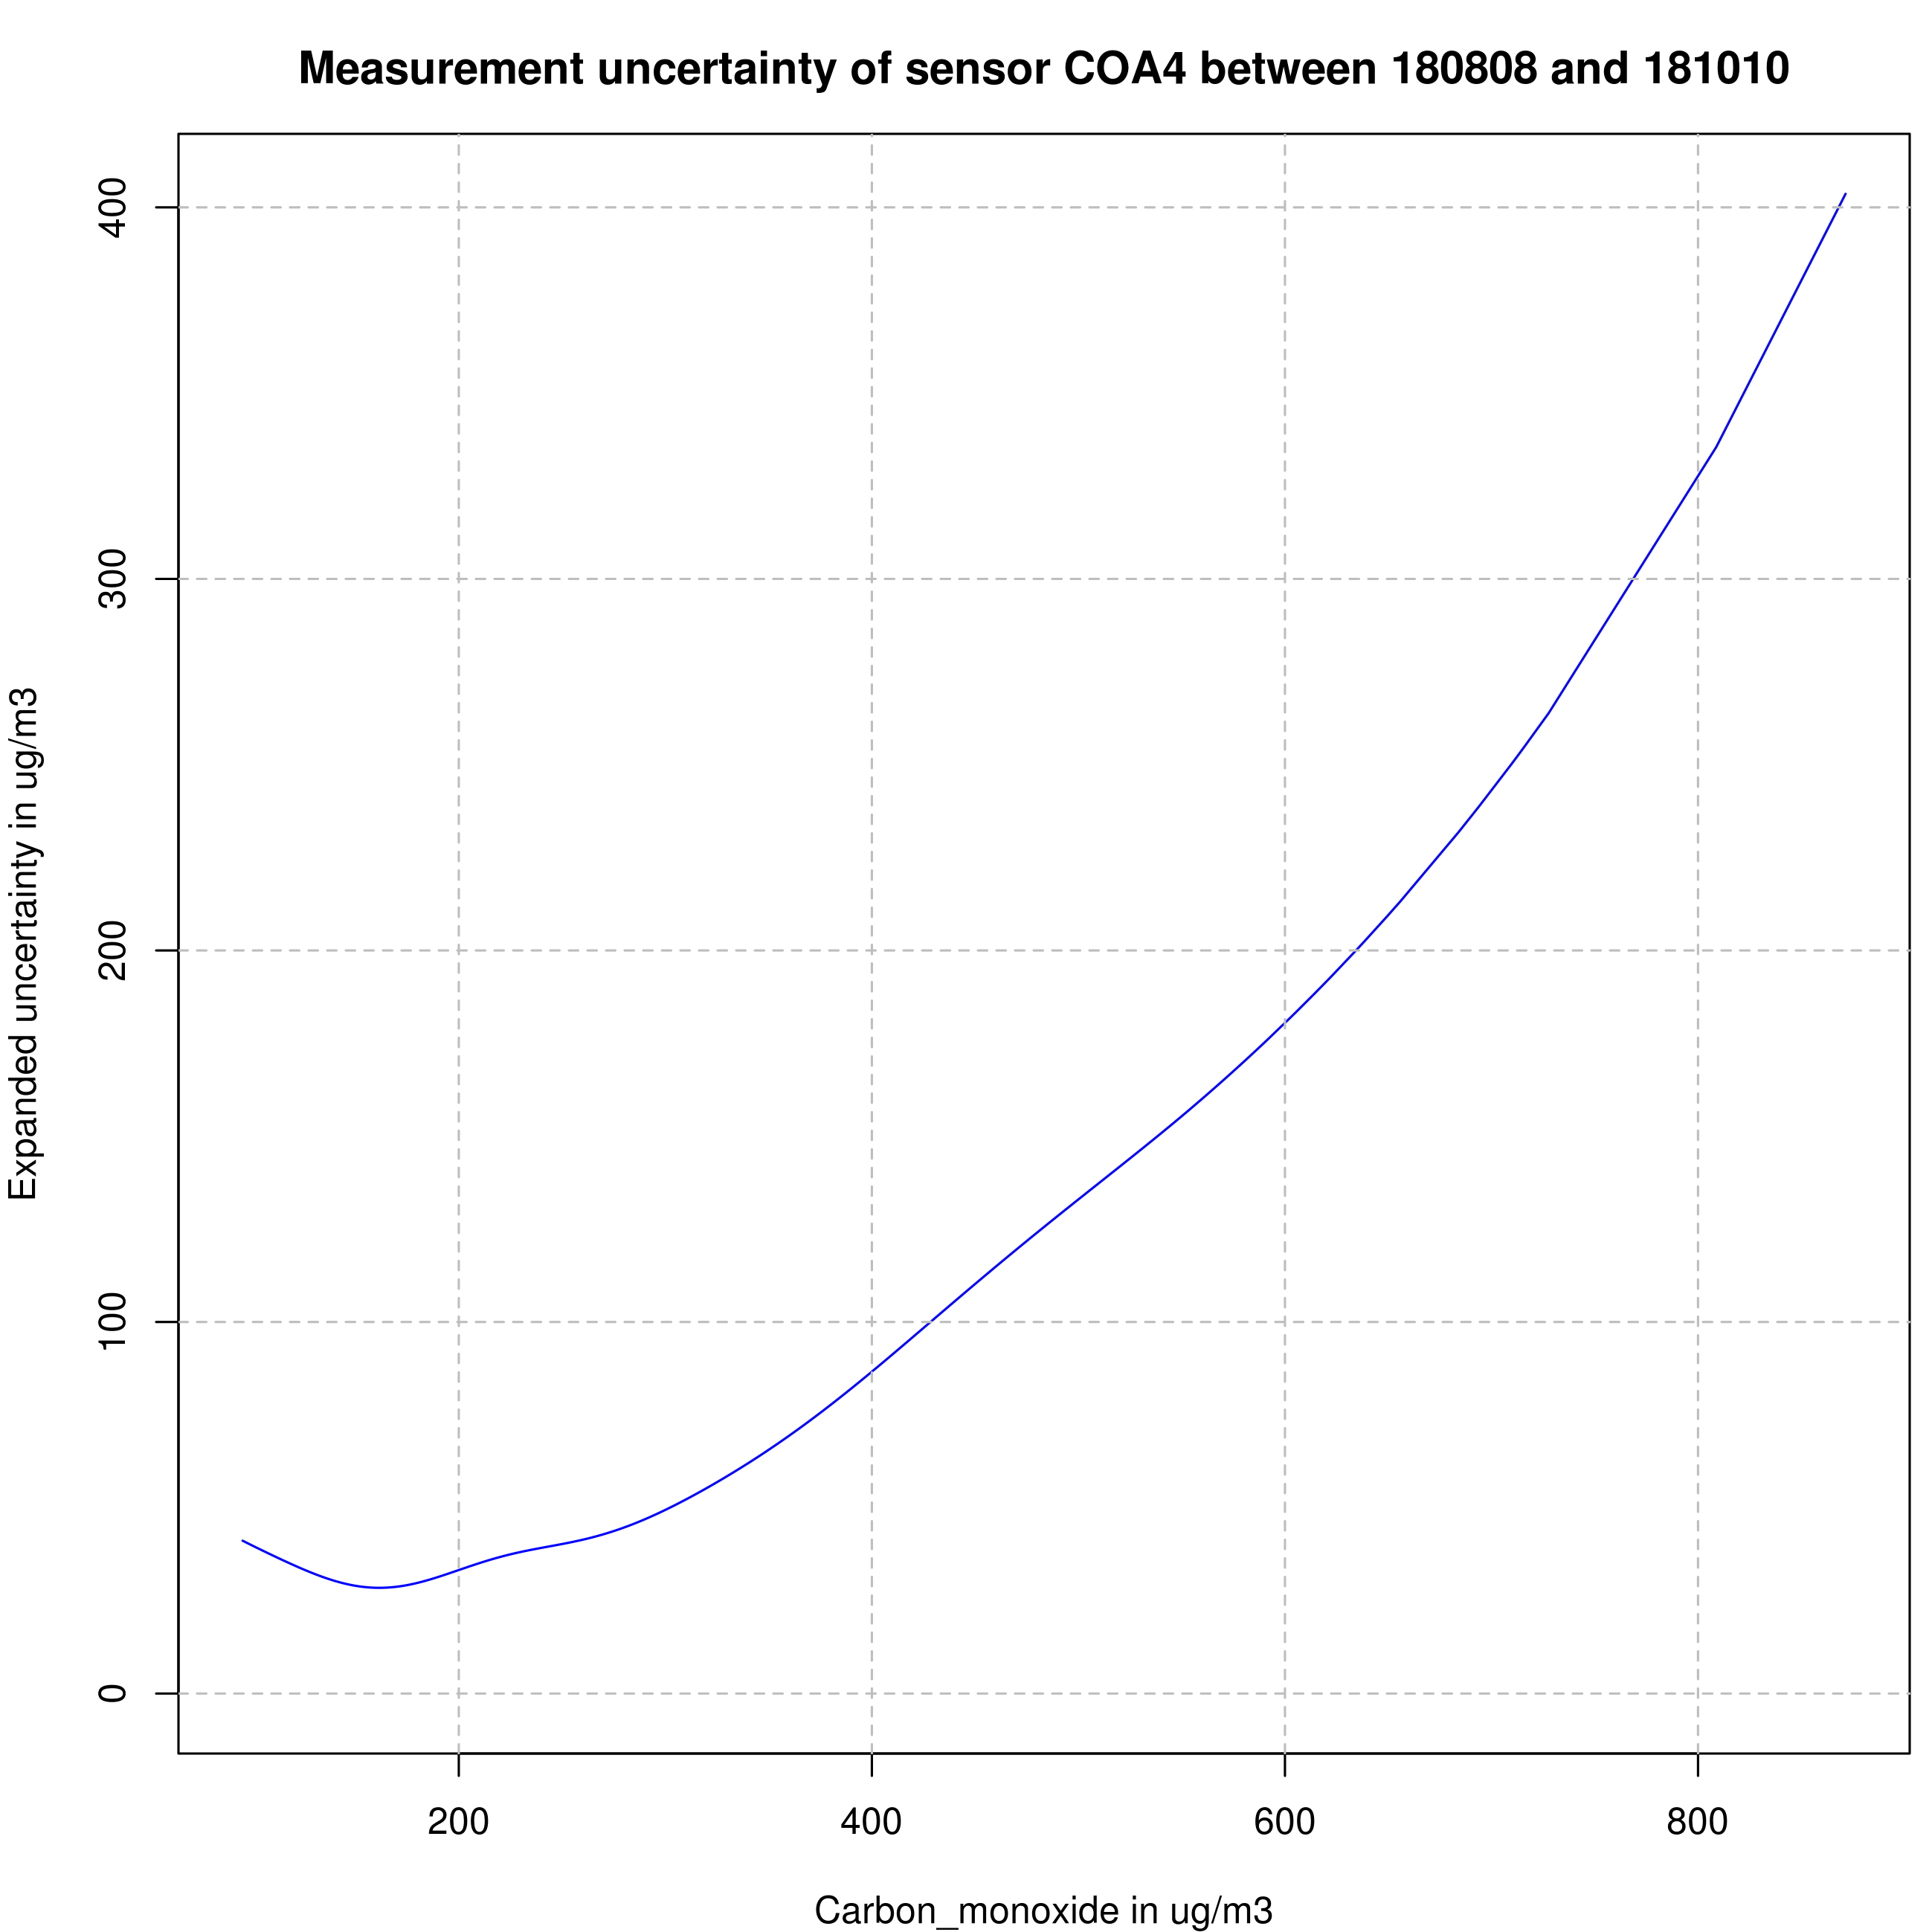 Measurement uncertainty of sensor COA4 between 180808 and 181010
Expanded uncertainty in ug/m3
400
300
200
100
0
200 400 600 800
Carbon_monoxide in ug/m3